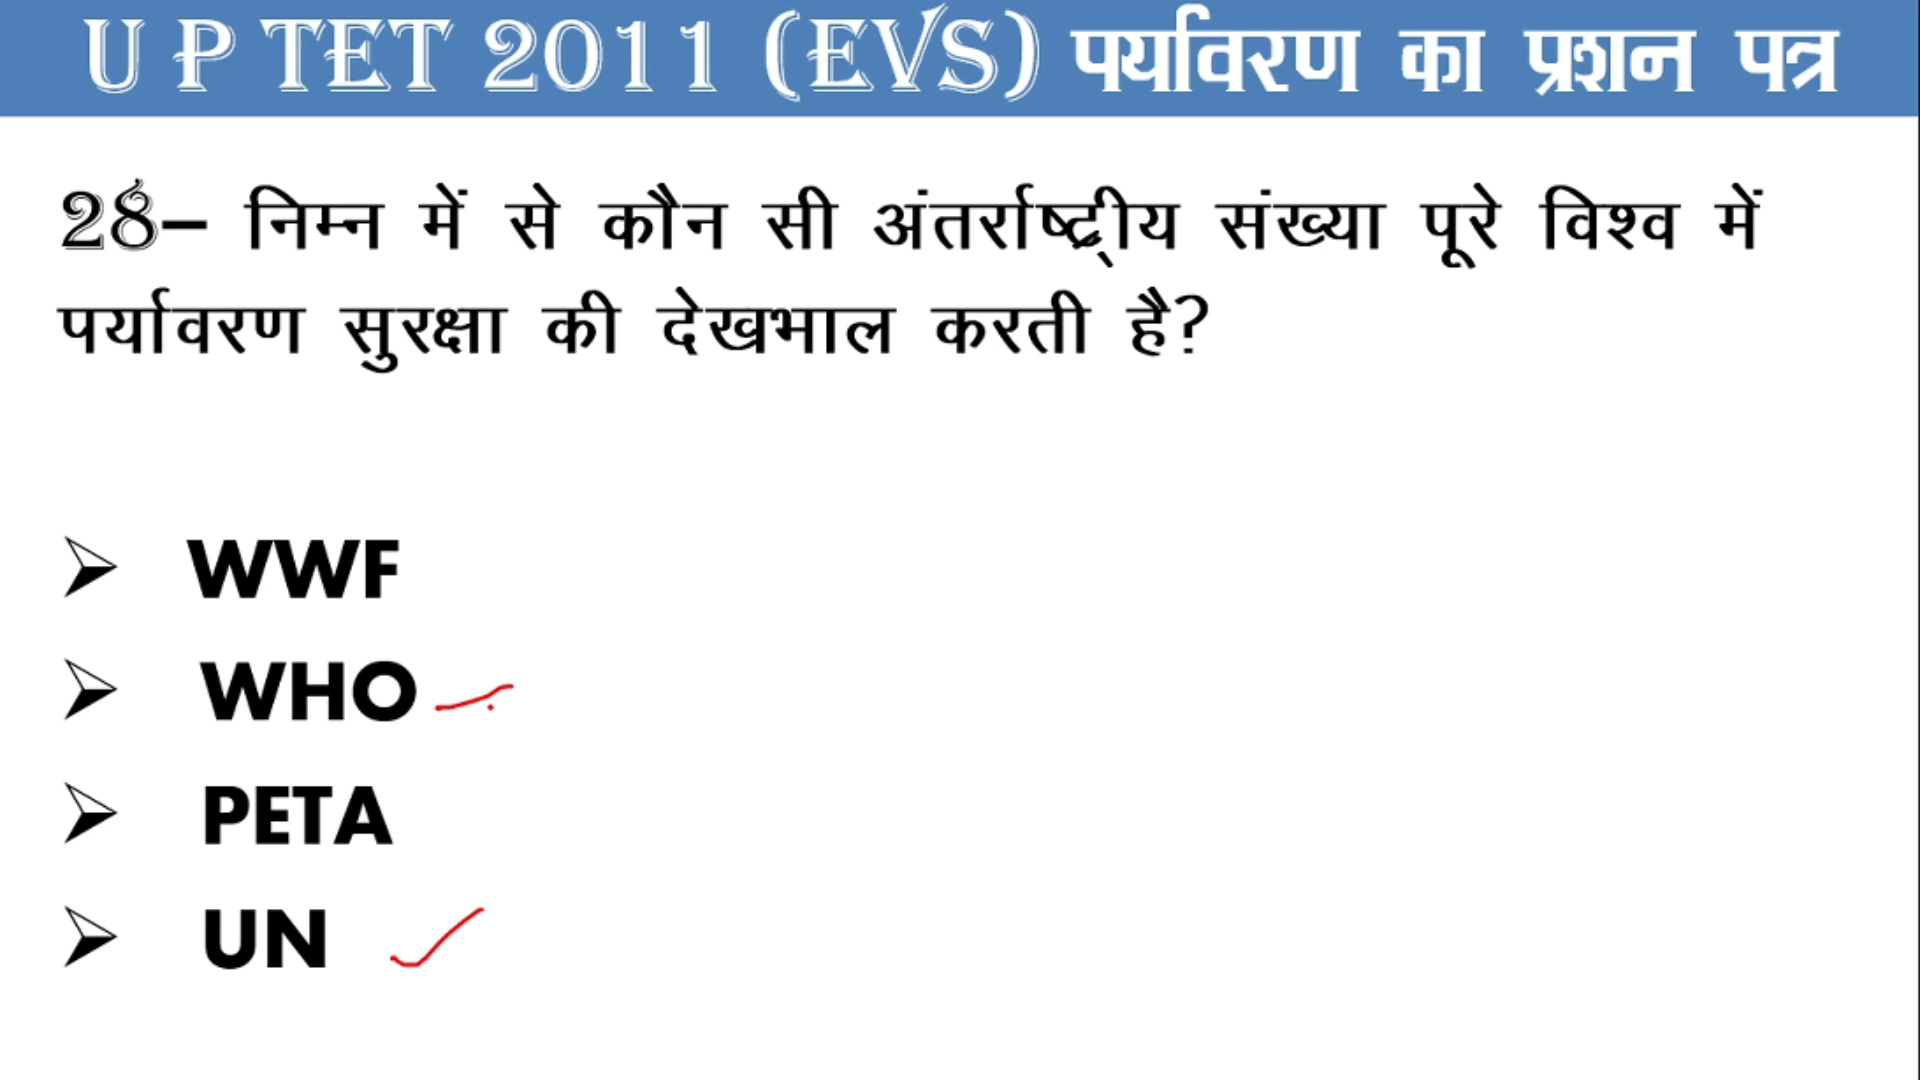 U P TET 2011 (EVS) पर्यावरण का प्रशन पत्र
28– निम्न में से कौन सी अंतर्राष्ट्रीय संख्या पूरे विश्व में
पर्यावरण सुरक्षा की देखभाल करती है?
➢ WWF
➢ WHO
➢ PETA
➢ UN